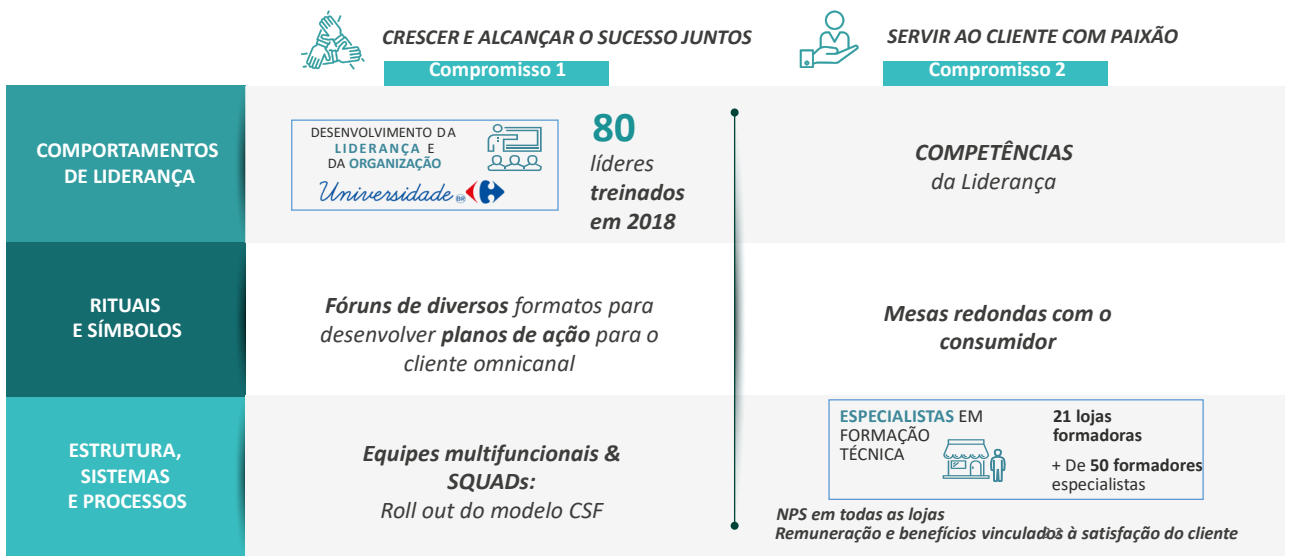 CRESCER E ALCANÇAR O SUCESSO JUNTOS
Compromisso 1
SERVIR AO CLIENTE COM PAIXÃO
Compromisso 2
COMPORTAMENTOS
DE LIDERANÇA
DESENVOLVIMENTO DA
LIDERANÇA E
DA ORGANIZAÇÃO
Universidade BR
80
líderes
treinados
em 2018
COMPETÊNCIAS
da Liderança
RITUAIS
E SÍMBOLOS
Fóruns de diversos formatos para
desenvolver planos de ação para o
cliente omnicanal
Mesas redondas com o
consumidor
ESTRUTURA,
SISTEMAS
E PROCESSOS
Equipes multifuncionais &
SQUADs:
Roll out do modelo CSF
ESPECIALISTAS EM
FORMAÇÃO
TÉCNICA
21 lojas
formadoras
+ De 50 formadores
especialistas
NPS em todas as lojas
Remuneração e benefícios vinculados à satisfação do cliente